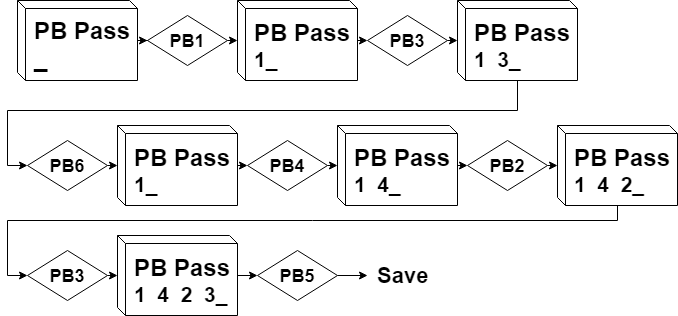 PB Pass
_
PB1
PB Pass
1_
PB3
PB Pass
1 3_
PB6
PB Pass
1_
PB4
PB Pass
1 4_
PB2
PB Pass
1 4 2_
PB3
PB Pass
1 4 2 3_
PB5
Save